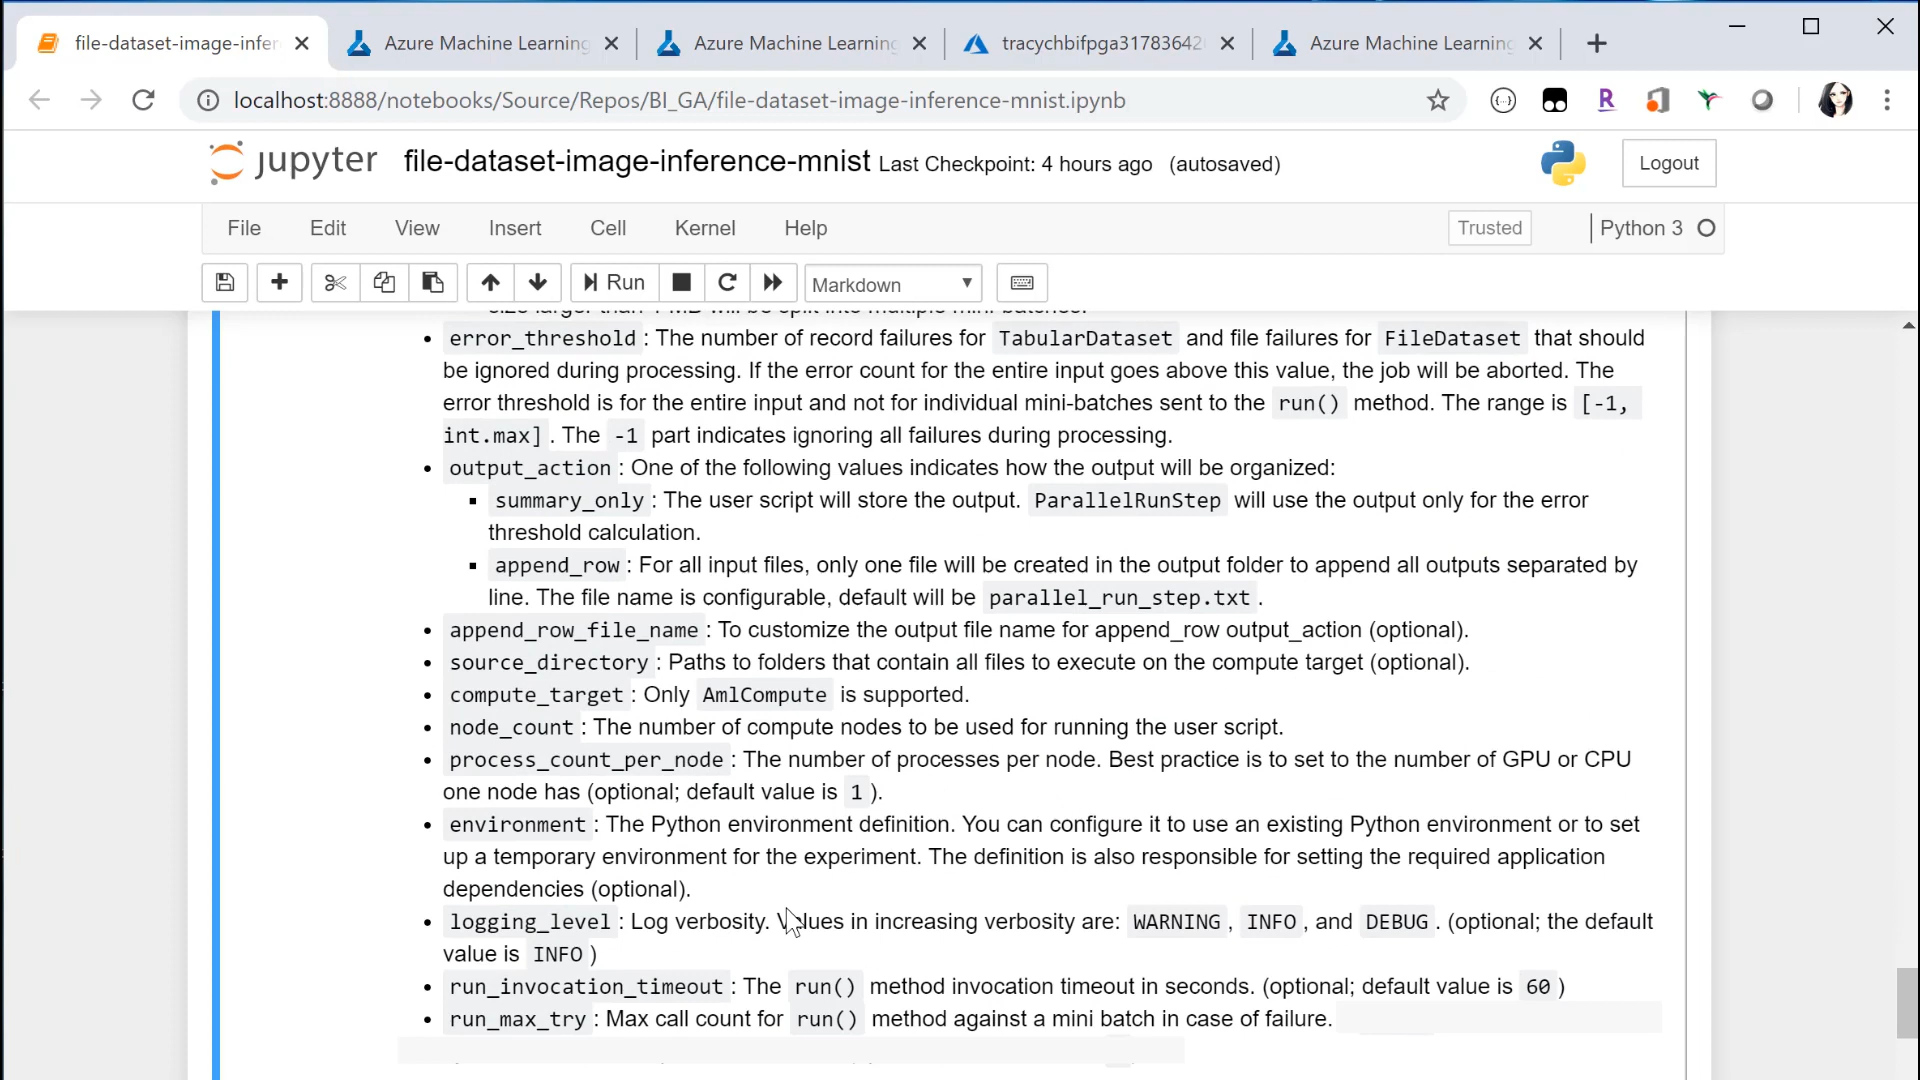 file-dataset-image-infer
Azure Machine Learning
Azure Machine Learning
tracychbifpga31783642
Azure Machine Learning
localhost:8888/notebooks/Source/Repos/BI_GA/file-dataset-image-inference-mnist.ipynb
jupyter file-dataset-image-inference-mnist Last Checkpoint: 4 hours ago (autosaved)
Logout
File Edit View Insert Cell Kernel Help
Trusted
Python 3
Run
Markdown
size larger than 1 MB will be split into multiple mini-batches.
• error_threshold : The number of record failures for TabularDataset and file failures for FileDataset that should
be ignored during processing. If the error count for the entire input goes above this value, the job will be aborted. The
error threshold is for the entire input and not for individual mini-batches sent to the run() method. The range is [-1,
int.max] . The -1 part indicates ignoring all failures during processing.
• output_action : One of the following values indicates how the output will be organized:
▪ summary_only : The user script will store the output. ParallelRunStep will use the output only for the error
threshold calculation.
▪ append_row : For all input files, only one file will be created in the output folder to append all outputs separated by
line. The file name is configurable, default will be parallel_run_step.txt .
• append_row_file_name : To customize the output file name for append_row output_action (optional).
• source_directory : Paths to folders that contain all files to execute on the compute target (optional).
• compute_target : Only AmlCompute is supported.
• node_count : The number of compute nodes to be used for running the user script.
• process_count_per_node : The number of processes per node. Best practice is to set to the number of GPU or CPU
one node has (optional; default value is 1 ).
• environment : The Python environment definition. You can configure it to use an existing Python environment or to set
up a temporary environment for the experiment. The definition is also responsible for setting the required application
dependencies (optional).
• logging_level : Log verbosity. Values in increasing verbosity are: WARNING , INFO , and DEBUG . (optional; the default
value is INFO )
• run_invocation_timeout : The run() method invocation timeout in seconds. (optional; default value is 60 )
• run_max_try : Max call count for run() method against a mini batch in case of failure.